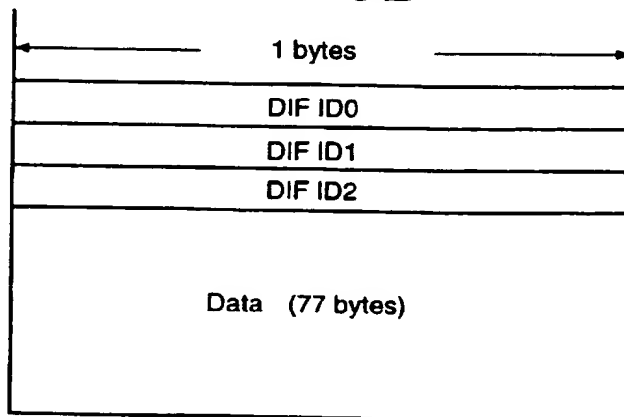 1 bytes
DIF ID0
DIF ID1
DIF ID2
Data (77 bytes)